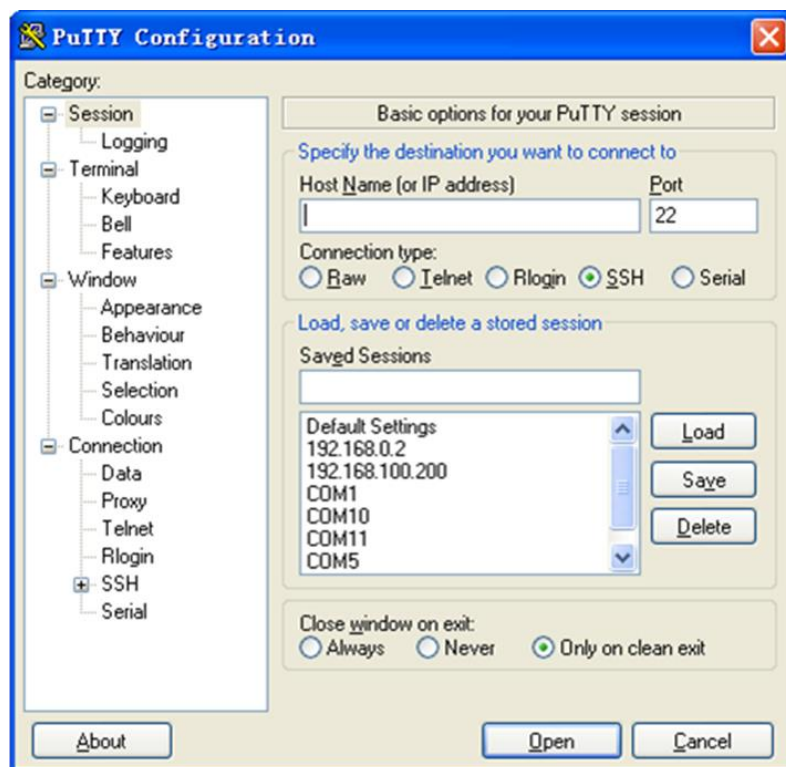 PuTTY Configuration
Category:
Session
Logging
Terminal
Keyboard
Bell
Features
Window
Appearance
Behaviour
Translation
Selection
Colours
Connection
Data
Proxy
Telnet
Rlogin
SSH
Serial
Basic options for your PuTTY session
Specify the destination you want to connect to
Host Name (or IP address) Port
22
Connection type:
Raw Telnet Rlogin SSH Serial
Load, save or delete a stored session
Saved Sessions
Default Settings
192.168.0.2
192.168.100.200
COM1
COM10
COM11
COM5
Load
Save
Delete
Close window on exit:
Always Never Only on clean exit
About Open Cancel